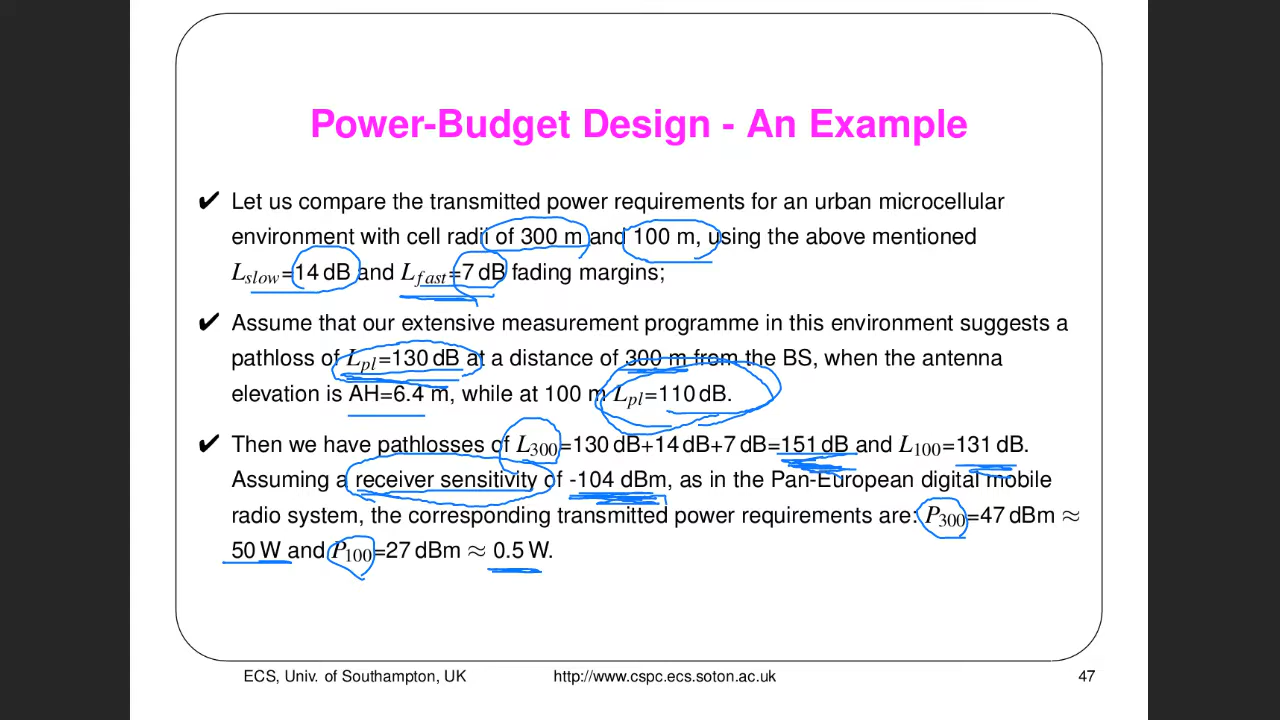 Power-Budget Design - An Example
✔ Let us compare the transmitted power requirements for an urban microcellular
environment with cell radii of 300 m and 100 m, using the above mentioned
Lslow=14 dB and Lfast=7 dB fading margins;
✔ Assume that our extensive measurement programme in this environment suggests a
pathloss of Lpl=130 dB at a distance of 300 m from the BS, when the antenna
elevation is AH=6.4 m, while at 100 m Lpl=110 dB.
✔ Then we have pathlosses of L300=130 dB+14 dB+7 dB=151 dB and L100=131 dB.
Assuming a receiver sensitivity of -104 dBm, as in the Pan-European digital mobile
radio system, the corresponding transmitted power requirements are: P300=47 dBm ≈
50 W and P100=27 dBm ≈ 0.5 W.
ECS, Univ. of Southampton, UK http://www.cspc.ecs.soton.ac.uk 47